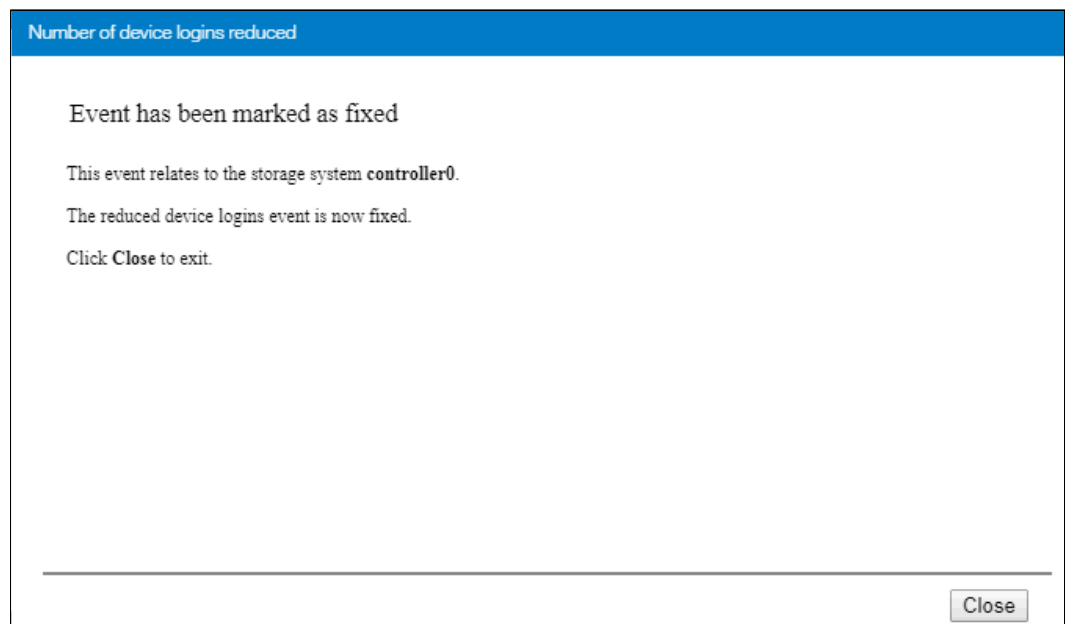 Number of device logins reduced
Event has been marked as fixed
This event relates to the storage system controller0.
The reduced device logins event is now fixed.
Click Close to exit.
Close